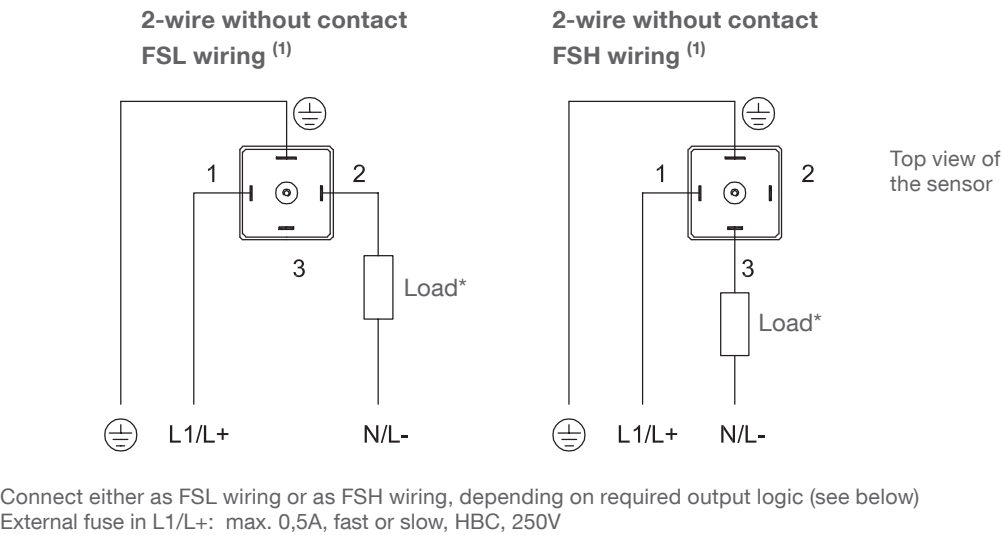 2-wire without contact
FSL wiring (1)
2-wire without contact
FSH wiring (1)
1
2
3
Load*
L1/L+
N/L-
1
2
3
Load*
L1/L+
N/L-
Top view of
the sensor
Connect either as FSL wiring or as FSH wiring, depending on required output logic (see below)
External fuse in L1/L+: max. 0,5A, fast or slow, HBC, 250V